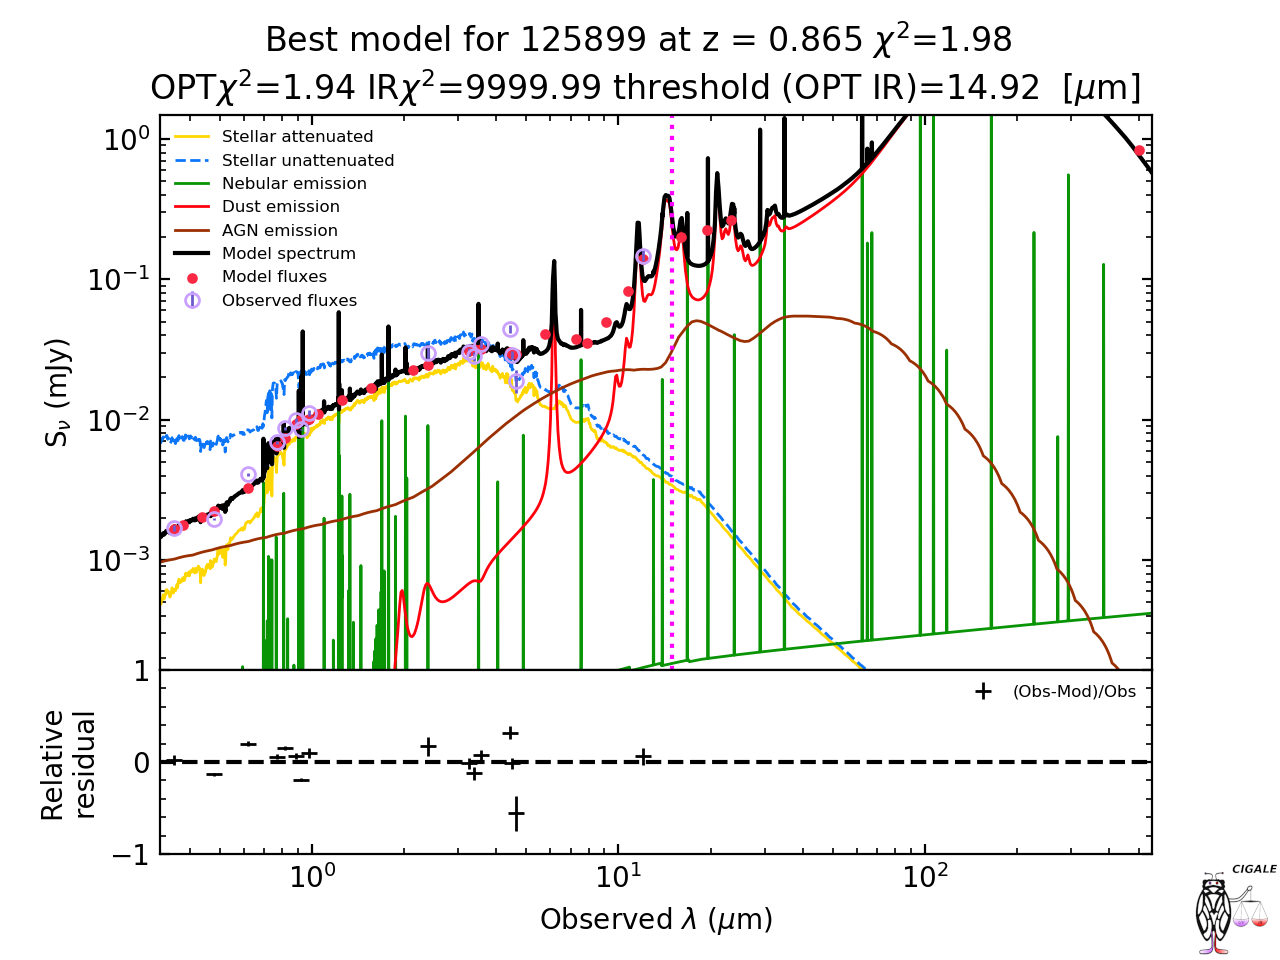 Best model for 125899 at z = 0.865 χ²=1.98
OPTχ²=1.94 IRχ²=9999.99 threshold (OPT IR)=14.92 [μm]
Stellar attenuated
Stellar unattenuated
Nebular emission
Dust emission
AGN emission
Model spectrum
Model fluxes
Observed fluxes
10⁰
10⁻¹
10⁻²
10⁻³
S_ν (mJy)
1
0
−1
Relative
residual
(Obs-Mod)/Obs
10⁰ 10¹ 10²
Observed λ (μm)
CIGALE